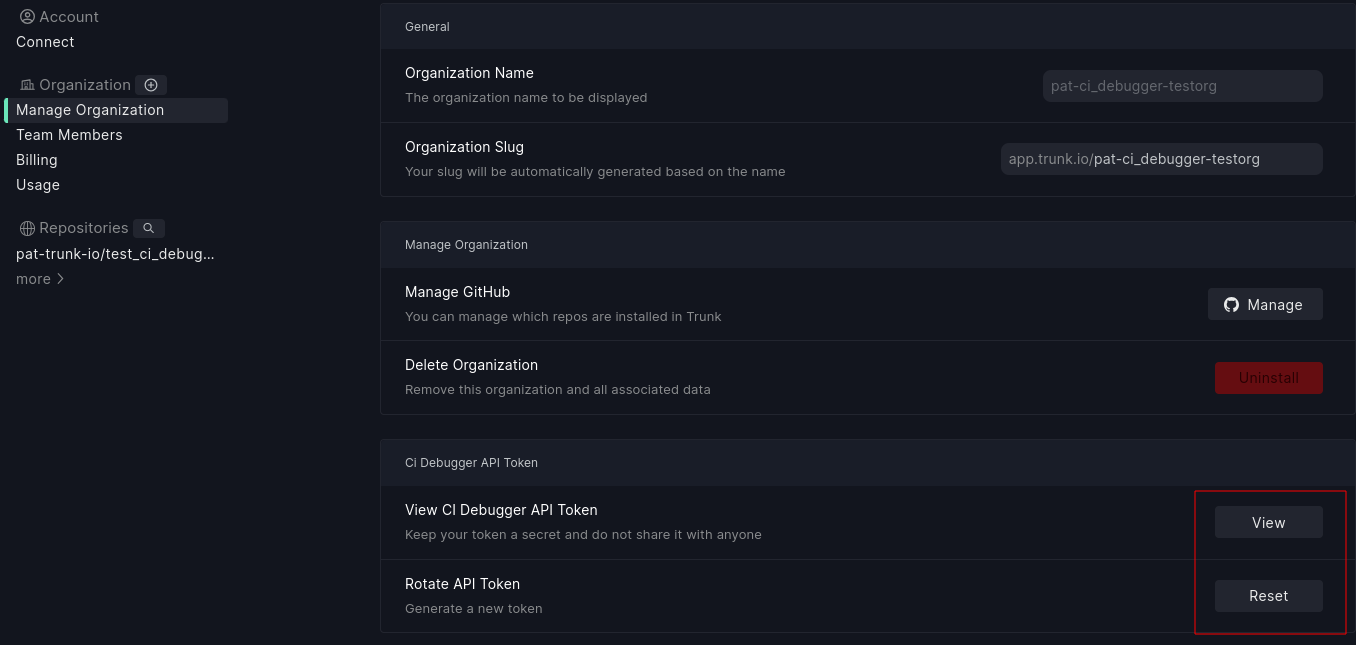 Account
Connect
Organization
Manage Organization
Team Members
Billing
Usage
Repositories
pat-trunk-io/test_ci_debug...
more
General
Organization Name
The organization name to be displayed
pat-ci_debugger-testorg
Organization Slug
Your slug will be automatically generated based on the name
app.trunk.io/pat-ci_debugger-testorg
Manage Organization
Manage GitHub
You can manage which repos are installed in Trunk
Manage
Delete Organization
Remove this organization and all associated data
Uninstall
Ci Debugger API Token
View CI Debugger API Token
Keep your token a secret and do not share it with anyone
View
Rotate API Token
Generate a new token
Reset